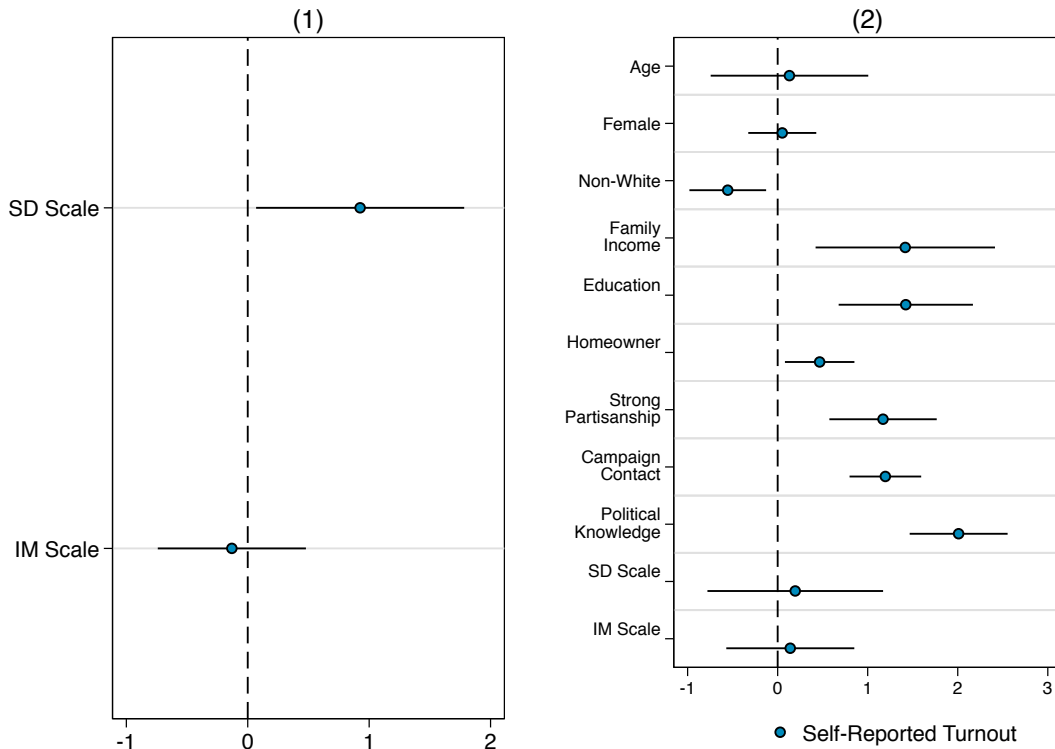 (1)
SD Scale
IM Scale
-1 0 1 2
(2)
Age
Female
Non-White
Family
Income
Education
Homeowner
Strong
Partisanship
Campaign
Contact
Political
Knowledge
SD Scale
IM Scale
-1 0 1 2 3
Self-Reported Turnout